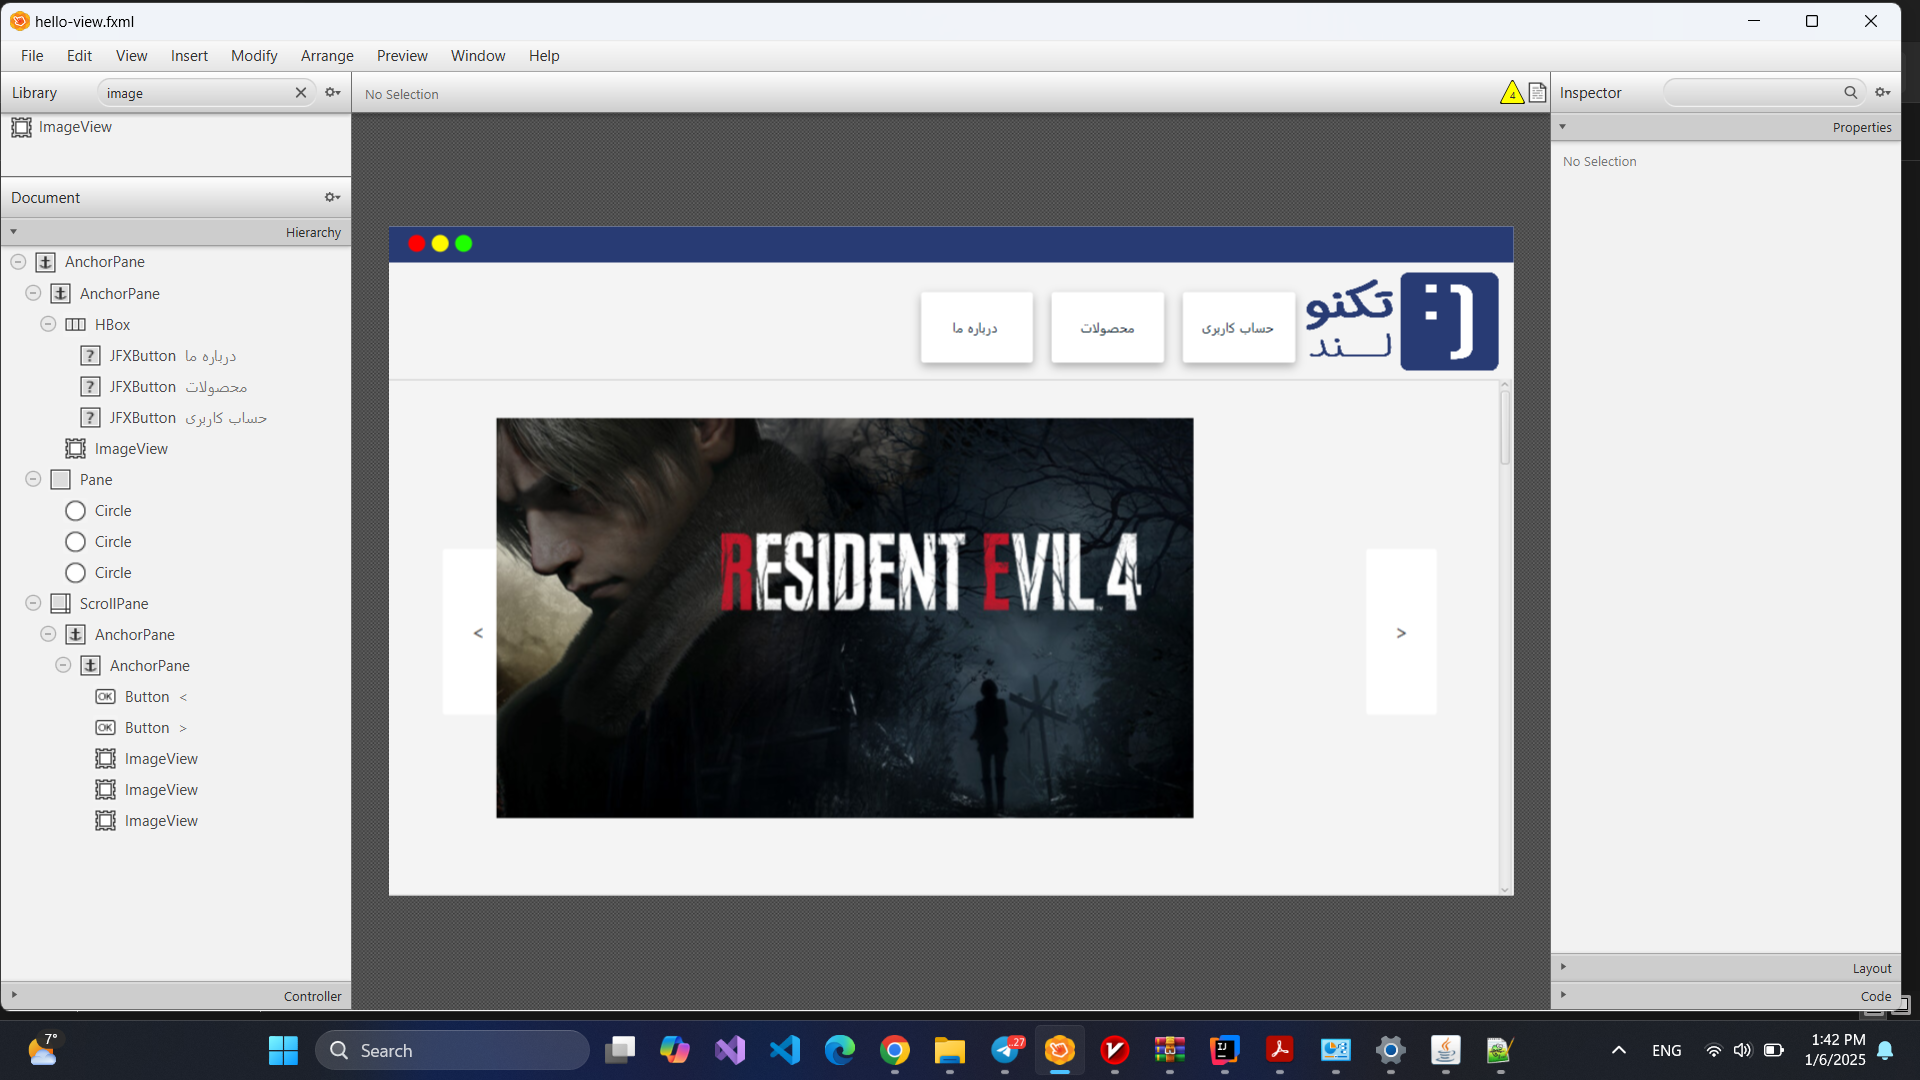 hello-view.fxml
File Edit View Insert Modify Arrange Preview Window Help
Library image
No Selection
4
Inspector
ImageView
Properties
No Selection
Document
Hierarchy
AnchorPane
AnchorPane
HBox
JFXButton درباره ما
JFXButton محصولات
JFXButton حساب کاربری
ImageView
Pane
Circle
Circle
Circle
ScrollPane
AnchorPane
AnchorPane
Button <
Button >
ImageView
ImageView
ImageView
Controller
درباره ما
محصولات
حساب کاربری
تکنو
لند
<
RESIDENT EVIL 4
>
Layout
Code
7°
Search
..27
ENG
1:42 PM
1/6/2025